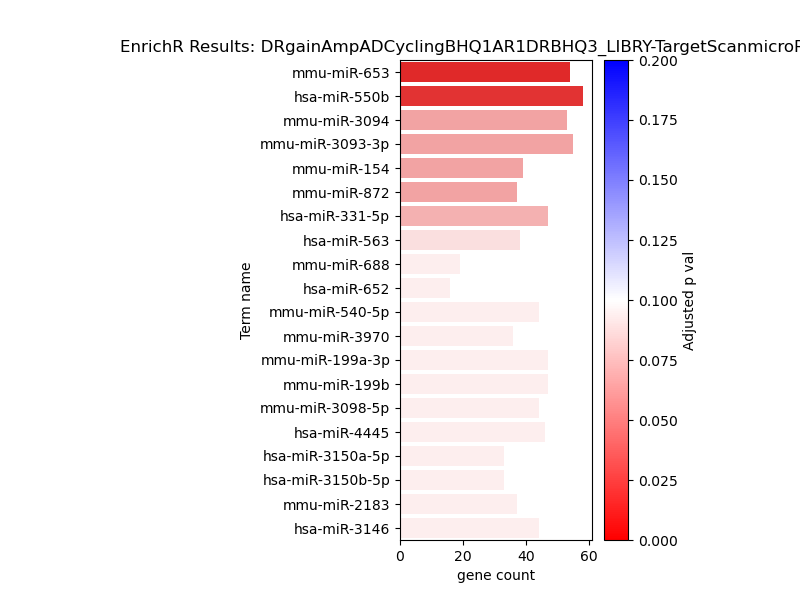 EnrichR Results: DRgainAmpADCyclingBHQ1AR1DRBHQ3_LIBRY-TargetScanmicroR
mmu-miR-653
hsa-miR-550b
mmu-miR-3094
mmu-miR-3093-3p
mmu-miR-154
mmu-miR-872
hsa-miR-331-5p
hsa-miR-563
mmu-miR-688
hsa-miR-652
mmu-miR-540-5p
mmu-miR-3970
mmu-miR-199a-3p
mmu-miR-199b
mmu-miR-3098-5p
hsa-miR-4445
hsa-miR-3150a-5p
hsa-miR-3150b-5p
mmu-miR-2183
hsa-miR-3146
Term name
0 20 40 60
gene count
0.200
0.175
0.150
0.125
0.100
0.075
0.050
0.025
0.000
Adjusted p val